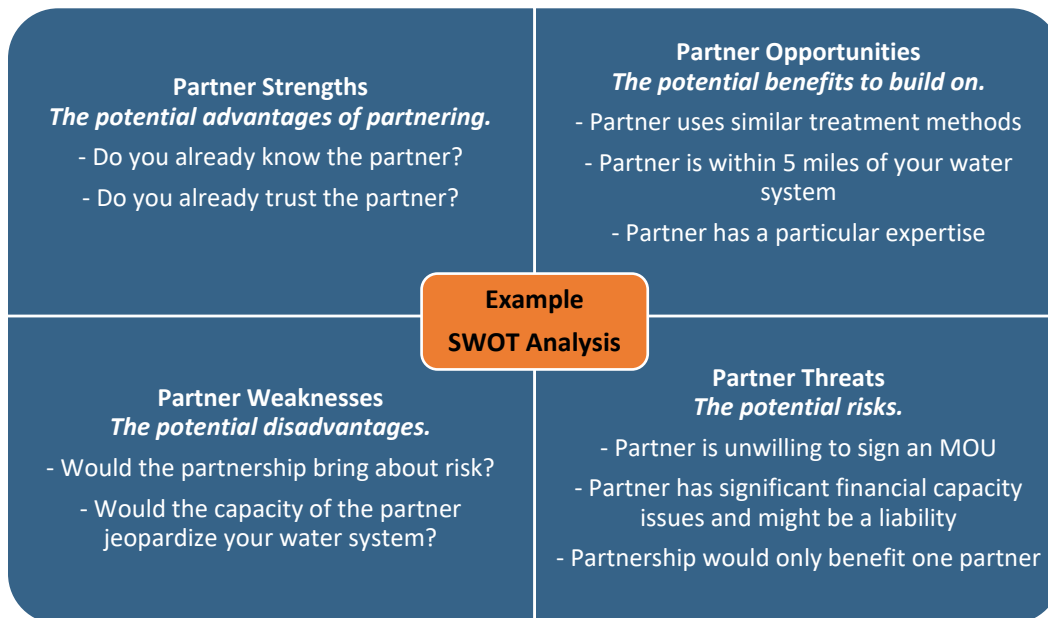 Partner Strengths
The potential advantages of partnering.
- Do you already know the partner?
- Do you already trust the partner?
Partner Opportunities
The potential benefits to build on.
- Partner uses similar treatment methods
- Partner is within 5 miles of your water
system
- Partner has a particular expertise
Example
SWOT Analysis
Partner Weaknesses
The potential disadvantages.
- Would the partnership bring about risk?
- Would the capacity of the partner
jeopardize your water system?
Partner Threats
The potential risks.
- Partner is unwilling to sign an MOU
- Partner has significant financial capacity
issues and might be a liability
- Partnership would only benefit one partner